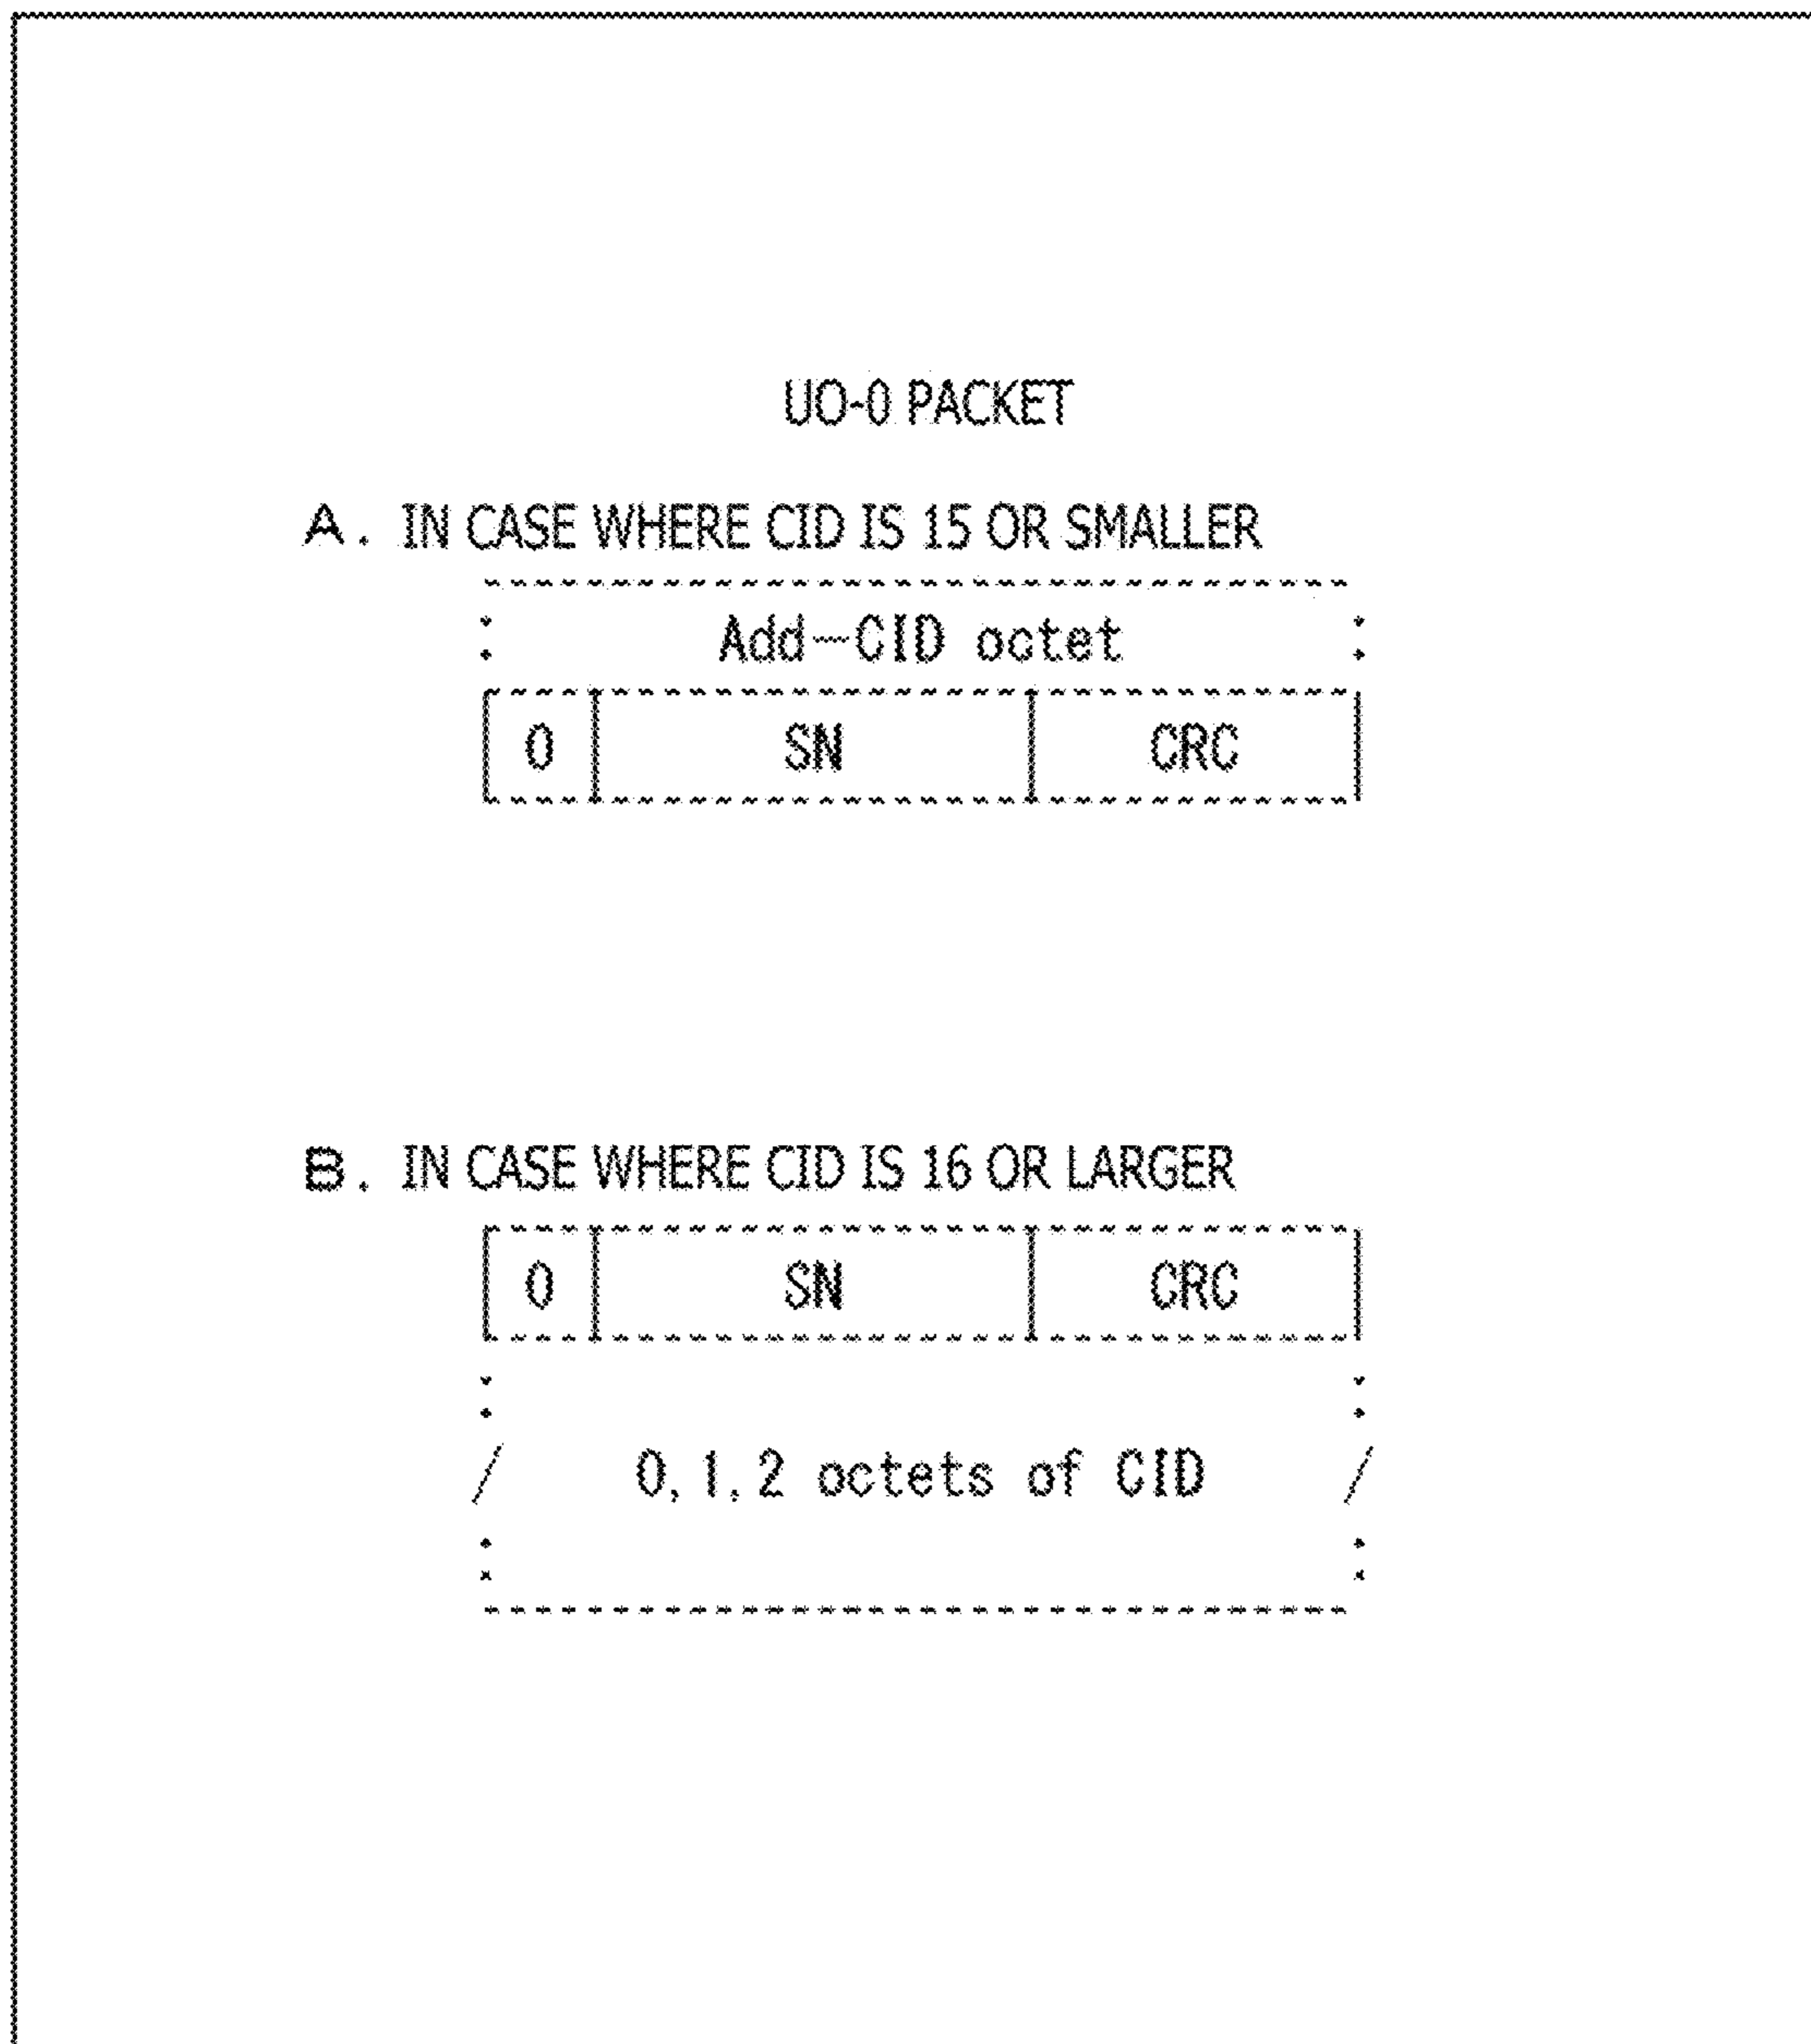 UO-0 PACKET
A. IN CASE WHERE CID IS 15 OR SMALLER
Add-CID octet
0 SN CRC
B. IN CASE WHERE CID IS 16 OR LARGER
0 SN CRC
/ 0,1,2 octets of CID /